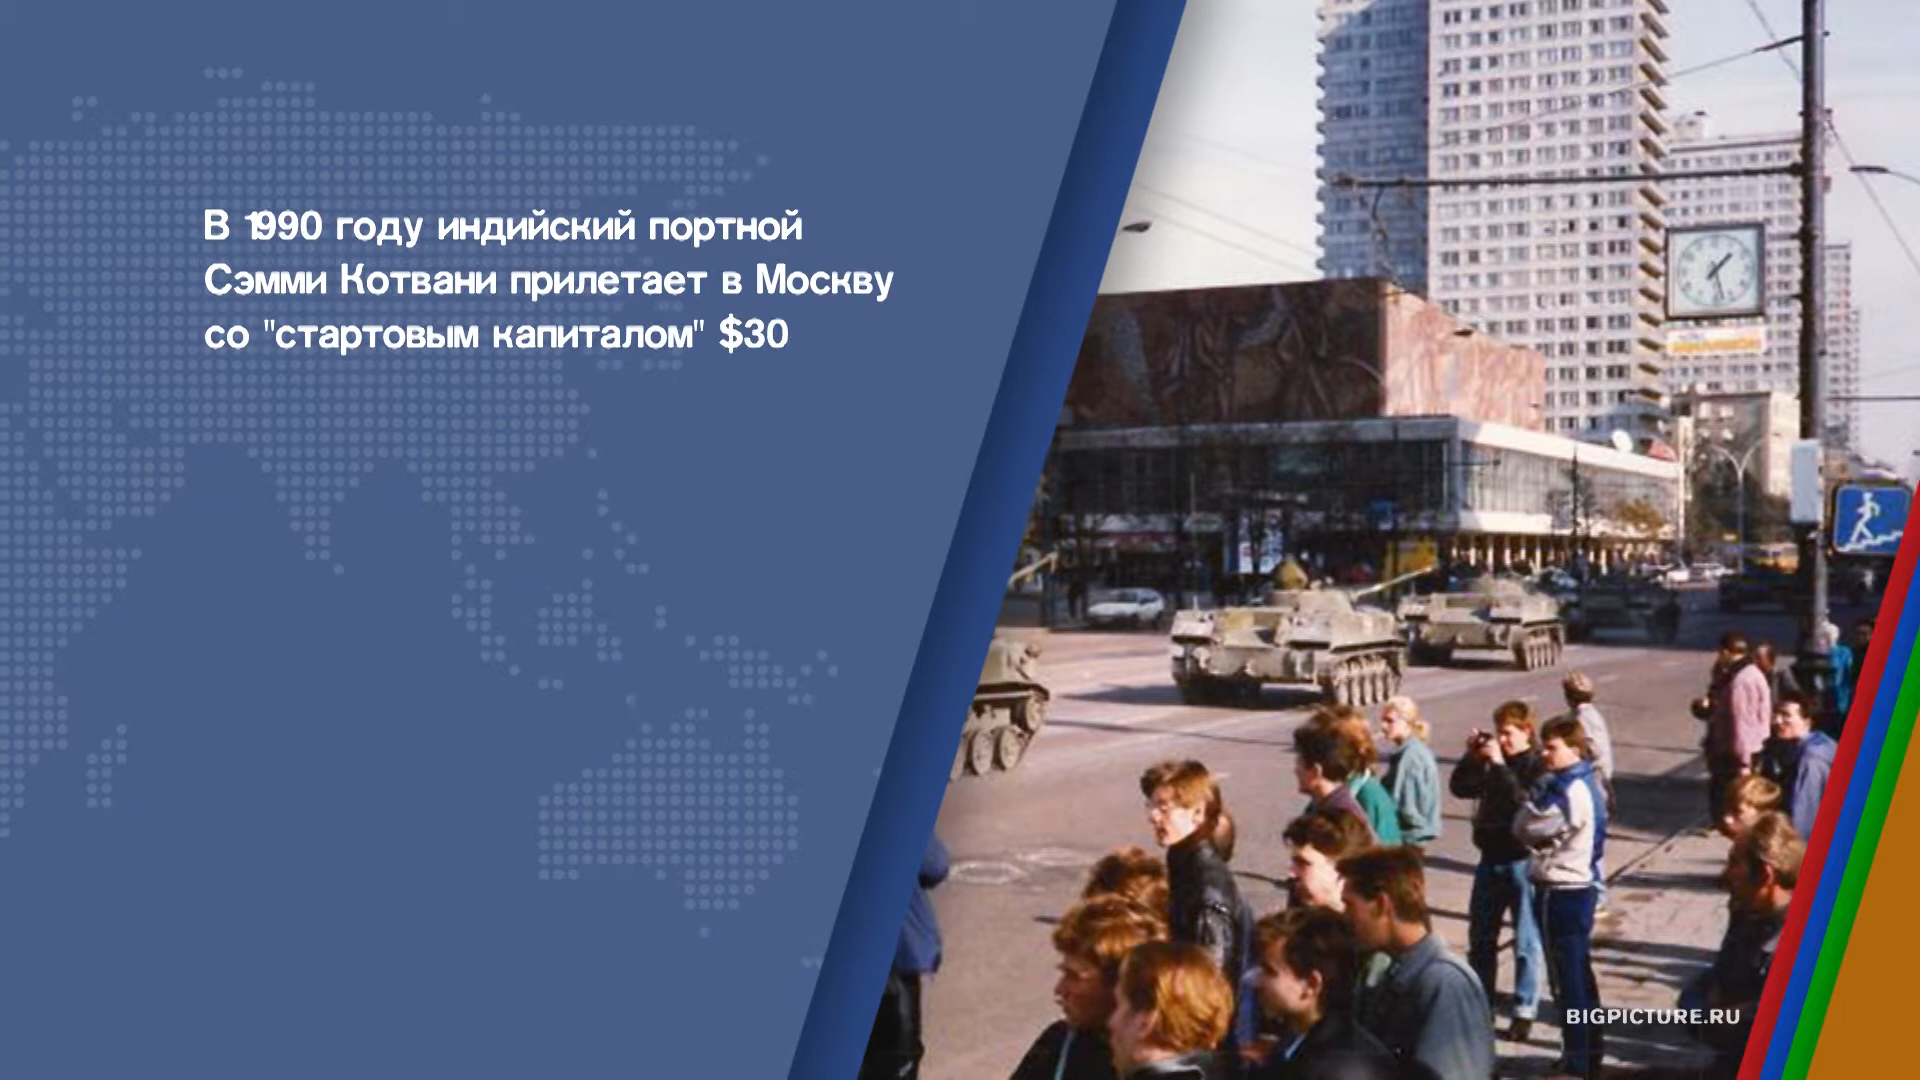 В 1990 году индийский портной
Сэмми Котвани прилетает в Москву
со "стартовым капиталом" $30
BIGPICTURE.RU